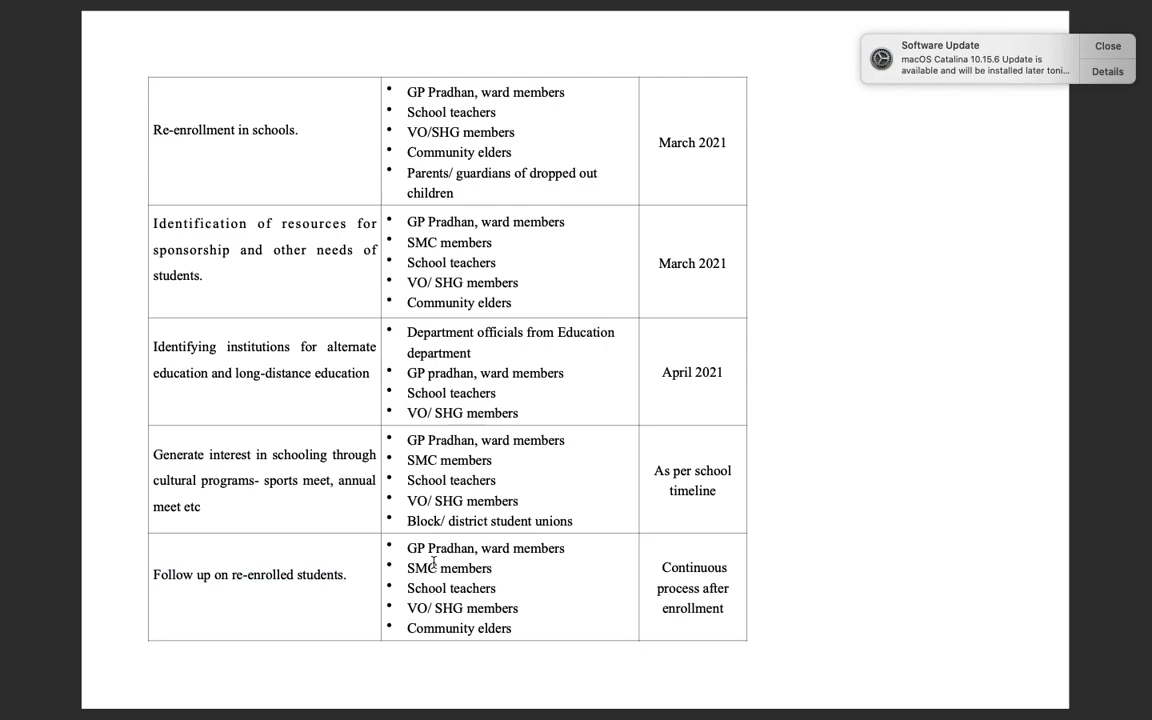 Software Update
Close
macOS Catalina 10.15.6 Update is
available and will be installed later toni...
Details
Re-enrollment in schools.
GP Pradhan, ward members
School teachers
VO/SHG members
Community elders
Parents/ guardians of dropped out
children
March 2021
Identification of resources for
sponsorship and other needs of
students.
GP Pradhan, ward members
SMC members
School teachers
VO/ SHG members
Community elders
March 2021
Identifying institutions for alternate
education and long-distance education
Department officials from Education
department
GP pradhan, ward members
School teachers
VO/ SHG members
April 2021
Generate interest in schooling through
cultural programs- sports meet, annual
meet etc
GP Pradhan, ward members
SMC members
School teachers
VO/ SHG members
Block/ district student unions
As per school
timeline
Follow up on re-enrolled students.
GP Pradhan, ward members
SMC members
School teachers
VO/ SHG members
Community elders
Continuous
process after
enrollment